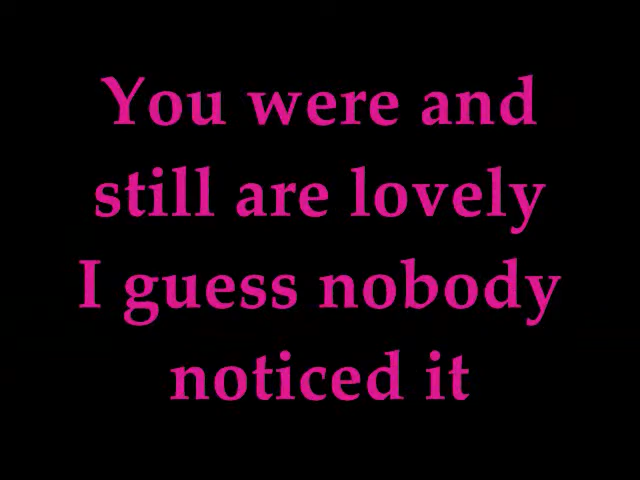 You were and
still are lovely
I guess nobody
noticed it